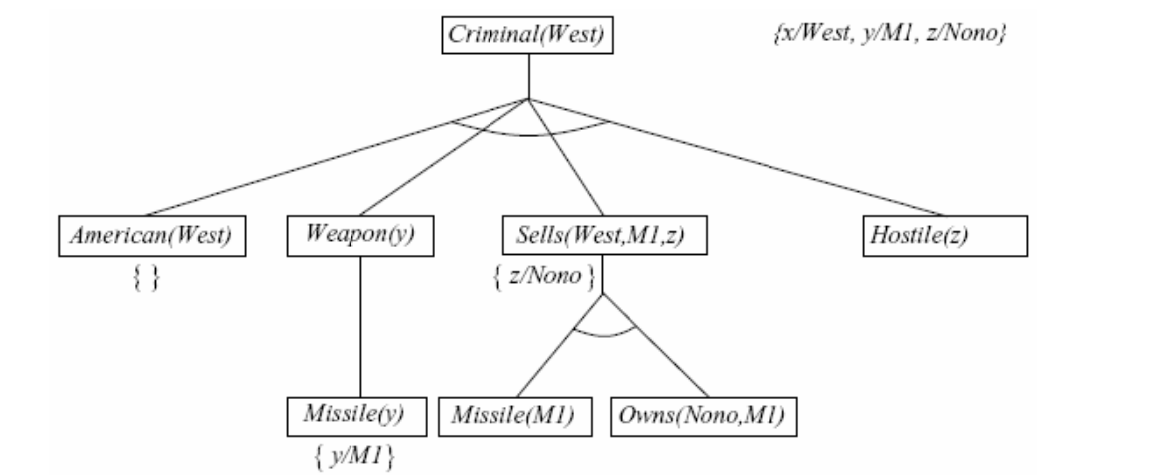 Criminal(West)
{x/West, y/M1, z/Nono}
American(West)
Weapon(y)
Sells(West,M1,z)
Hostile(z)
{ }
{ z/Nono }
Missile(y)
Missile(M1)
Owns(Nono,M1)
{ y/M1}